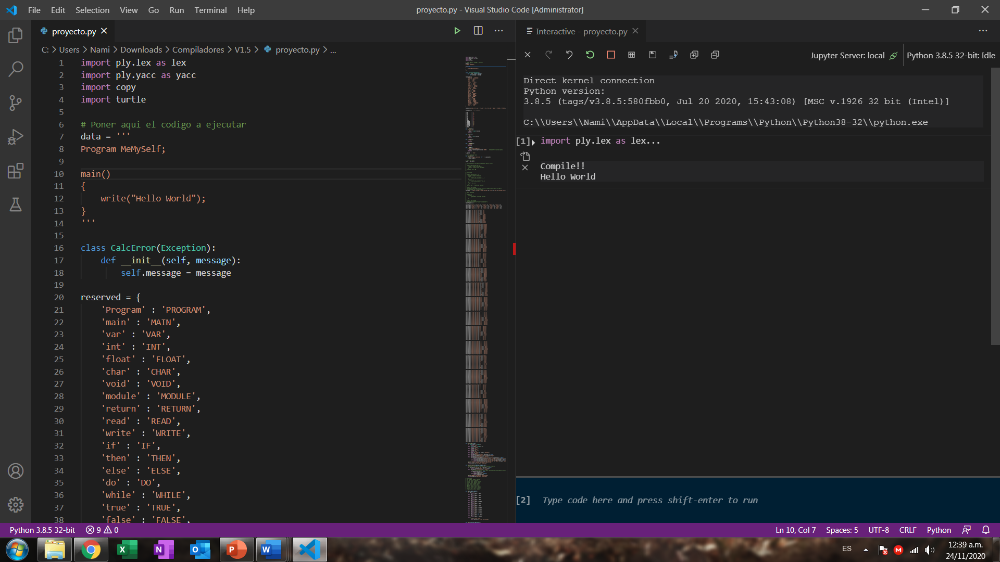 File Edit Selection View Go Run Terminal Help
proyecto.py - Visual Studio Code [Administrator]
proyecto.py
C: > Users > Nami > Downloads > Compiladores > V1.5 > proyecto.py > ...
1 import ply.lex as lex
2 import ply.yacc as yacc
3 import copy
4 import turtle
5
6 # Poner aqui el codigo a ejecutar
7 data = '''
8 Program MeMySelf;
9
10 main()
11 {
12 write("Hello World");
13 }
14 '''
15
16 class CalcError(Exception):
17 def __init__(self, message):
18 self.message = message
19
20 reserved = {
21 'Program' : 'PROGRAM',
22 'main' : 'MAIN',
23 'var' : 'VAR',
24 'int' : 'INT',
25 'float' : 'FLOAT',
26 'char' : 'CHAR',
27 'void' : 'VOID',
28 'module' : 'MODULE',
29 'return' : 'RETURN',
30 'read' : 'READ',
31 'write' : 'WRITE',
32 'if' : 'IF',
33 'then' : 'THEN',
34 'else' : 'ELSE',
35 'do' : 'DO',
36 'while' : 'WHILE',
37 'true' : 'TRUE',
38 'false' : 'FALSE',
Interactive - proyecto.py
Jupyter Server: local Python 3.8.5 32-bit: Idle
Direct kernel connection
Python version:
3.8.5 (tags/v3.8.5:580fbb0, Jul 20 2020, 15:43:08) [MSC v.1926 32 bit (Intel)]
C:\\Users\\Nami\\AppData\\Local\\Programs\\Python\\Python38-32\\python.exe
[1] import ply.lex as lex...
Compile!!
Hello World
[2] Type code here and press shift-enter to run
Python 3.8.5 32-bit 9 0
Ln 10, Col 7 Spaces: 5 UTF-8 CRLF Python
ES
12:39 a.m.
24/11/2020